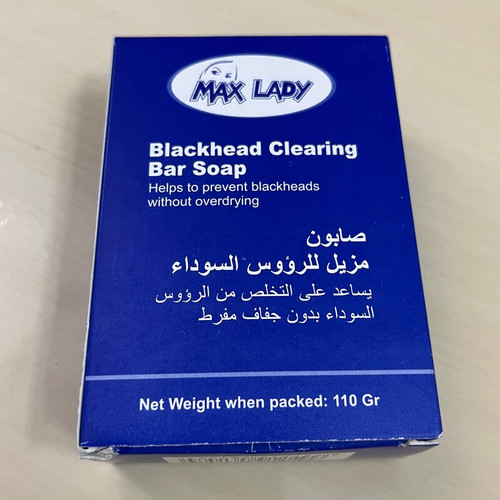 MAX LADY
Blackhead Clearing
Bar Soap
Helps to prevent blackheads
without overdrying
صابون
مزيل للرؤوس السوداء
يساعد على التخلص من الرؤوس
السوداء بدون جفاف مفرط
Net Weight when packed: 110 Gr